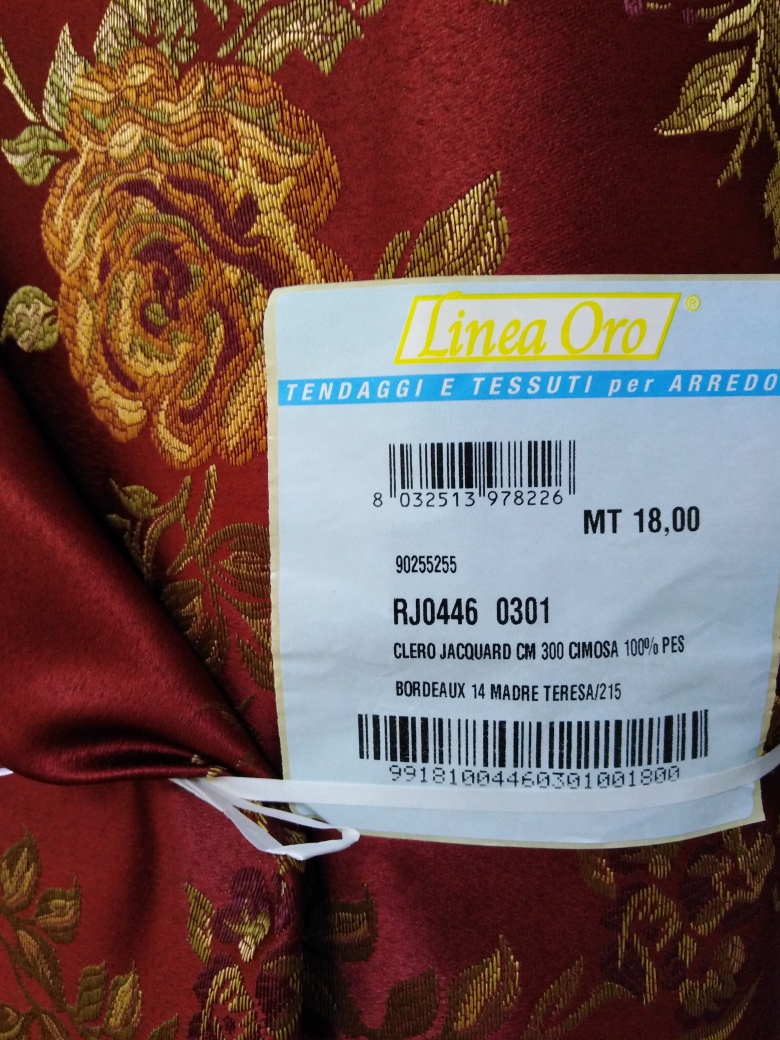 Linea Oro ®
TENDAGGI E TESSUTI per ARREDO
8 032513 978226
MT 18,00
90255255
RJ0446 0301
CLERO JACQUARD CM 300 CIMOSA 100% PES
BORDEAUX 14 MADRE TERESA/215
99181004460301001800